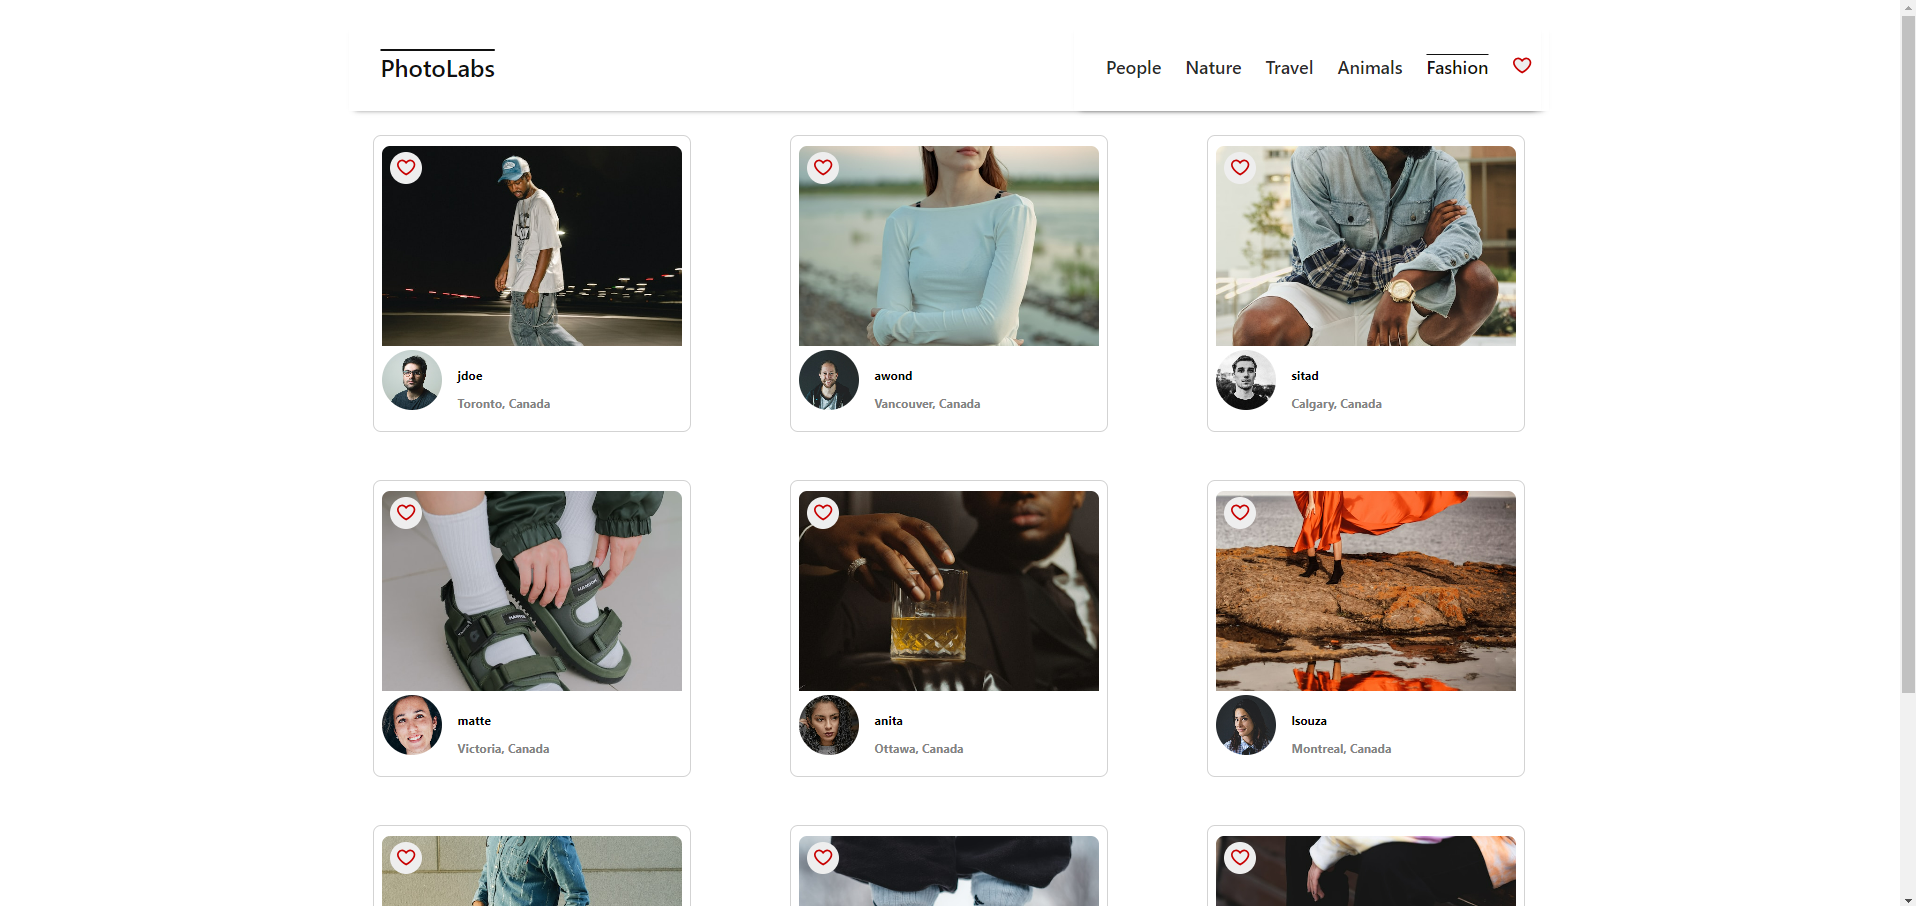 PhotoLabs
People Nature Travel Animals Fashion
jdoe
Toronto, Canada
awond
Vancouver, Canada
sitad
Calgary, Canada
matte
Victoria, Canada
anita
Ottawa, Canada
lsouza
Montreal, Canada